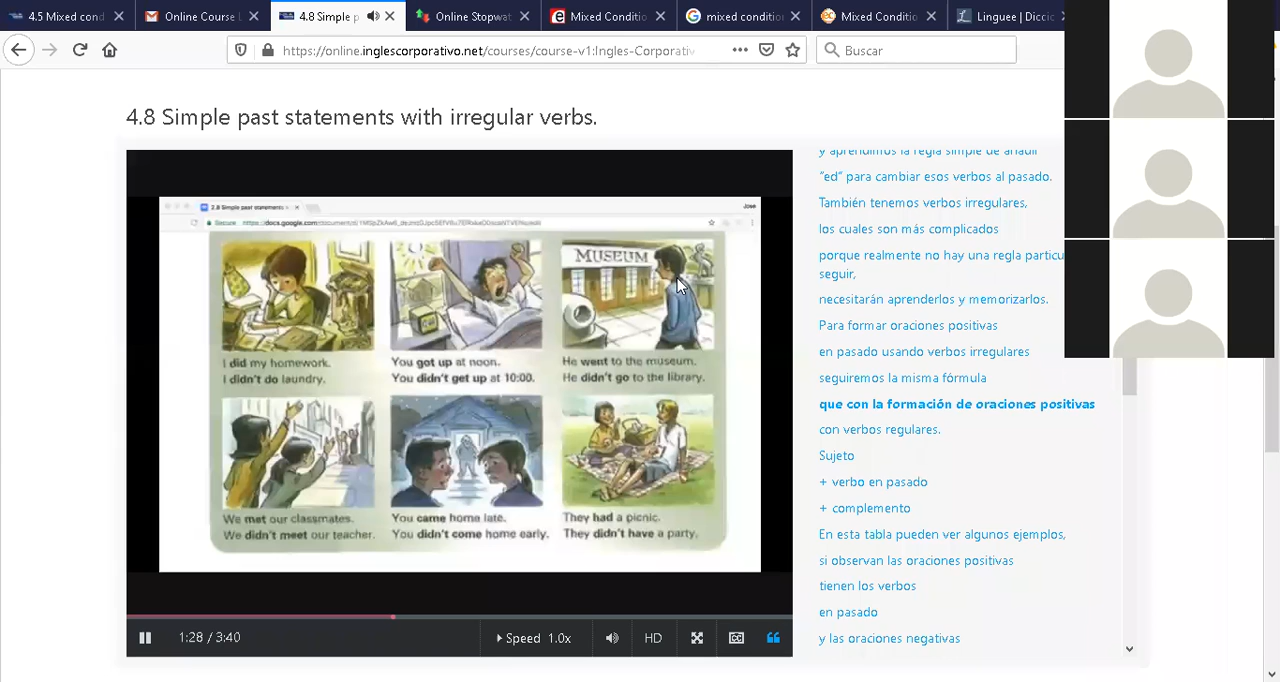 4.5 Mixed cond
Online Course L
4.8 Simple p
Online Stopwat
Mixed Conditio
mixed condition
Mixed Conditio
Linguee | Diccic
https://online.inglescorporativo.net/courses/course-v1:Ingles-Corporativ
Buscar
4.8 Simple past statements with irregular verbs.
2.8 Simple past statements
Jose
Secure
MUSEUM
I did my homework.
I didn't do laundry.
You got up at noon.
You didn't get up at 10:00.
He went to the museum.
He didn't go to the library.
We met our classmates.
We didn't meet our teacher.
You came home late.
You didn't come home early.
They had a picnic.
They didn't have a party.
1:28 / 3:40
Speed 1.0x
HD
y aprendimos la regla simple de añadir
"ed" para cambiar esos verbos al pasado.
También tenemos verbos irregulares,
los cuales son más complicados
porque realmente no hay una regla particu
seguir,
necesitarán aprenderlos y memorizarlos.
Para formar oraciones positivas
en pasado usando verbos irregulares
seguiremos la misma fórmula
que con la formación de oraciones positivas
con verbos regulares.
Sujeto
+ verbo en pasado
+ complemento
En esta tabla pueden ver algunos ejemplos,
si observan las oraciones positivas
tienen los verbos
en pasado
y las oraciones negativas